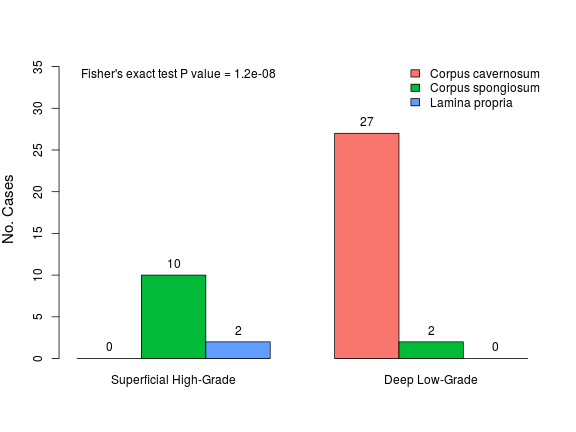 Fisher's exact test P value = 1.2e-08
Corpus cavernosum
Corpus spongiosum
Lamina propria
No. Cases
35
30
25
20
15
10
5
0
0
10
2
27
2
0
Superficial High-Grade
Deep Low-Grade